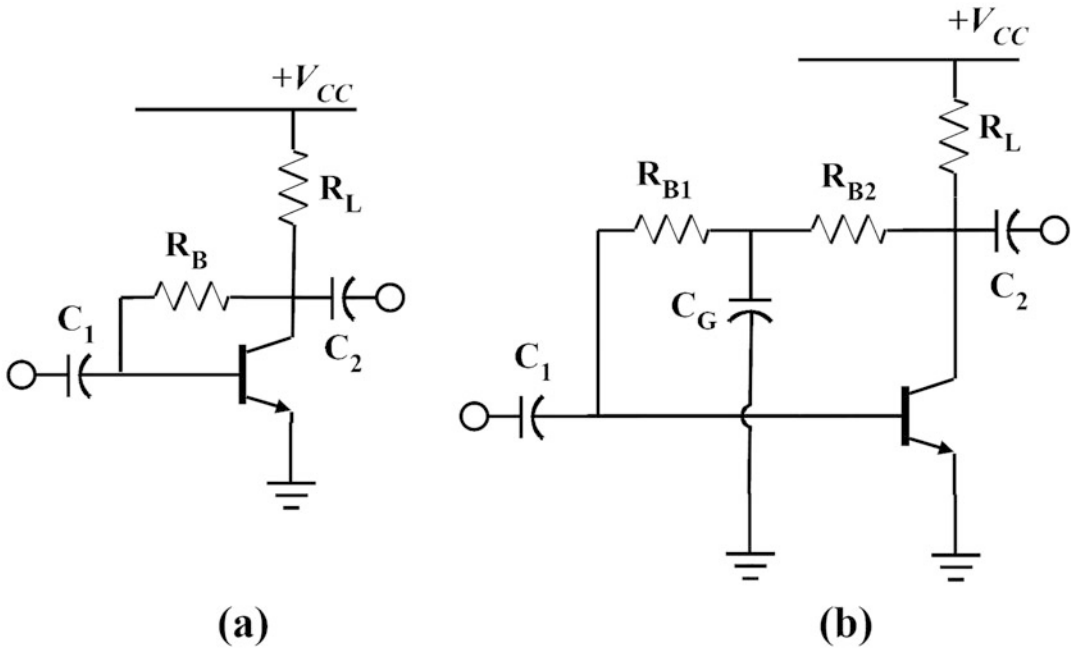 +V_CC
R_L
R_B
C_1
C_2
(a)
+V_CC
R_L
R_B1
R_B2
C_2
C_G
C_1
(b)